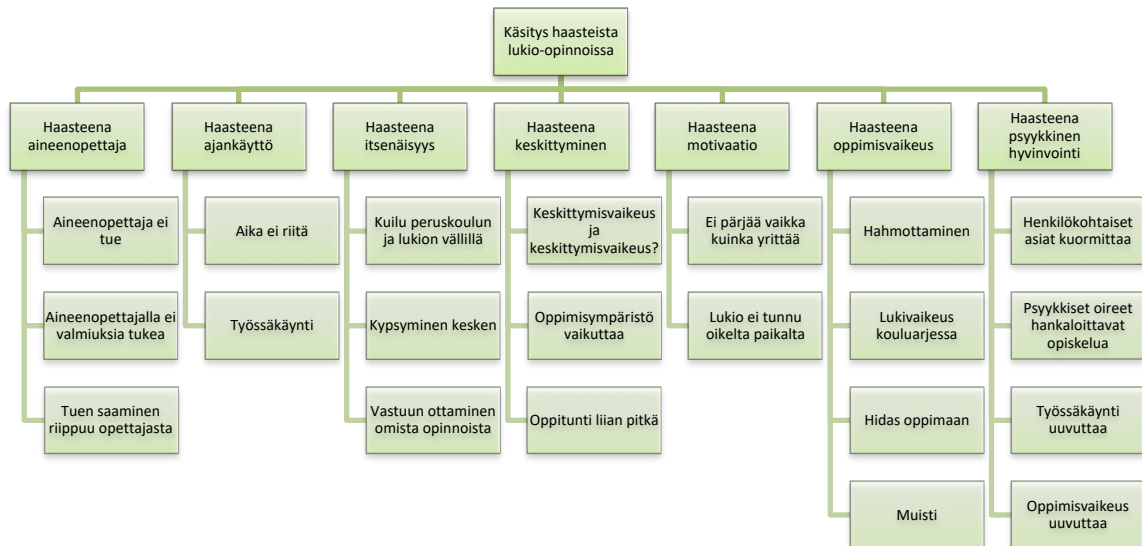 Käsitys haasteista
lukio-opinnoissa
Haasteena
aineenopettaja
Haasteena
ajankäyttö
Haasteena
itsenäisyys
Haasteena
keskittyminen
Haasteena
motivaatio
Haasteena
oppimisvaikeus
Haasteena
psyykkinen
hyvinvointi
Aineenopettaja ei
tue
Aineenopettajalla ei
valmiuksia tukea
Tuen saaminen
riippuu opettajasta
Aika ei riitä
Työssäkäynti
Kuilu peruskoulun
ja lukion vällillä
Kypsyminen kesken
Vastuun ottaminen
omista opinnoista
Keskittymisvaikeus
ja
keskittymisvaikeus?
Oppimisympäristö
vaikuttaa
Oppitunti liian pitkä
Ei pärjää vaikka
kuinka yrittää
Lukio ei tunnu
oikelta paikalta
Hahmottaminen
Lukivaikeus
kouluarjessa
Hidas oppimaan
Muisti
Henkilökohtaiset
asiat kuormittaa
Psyykkiset oireet
hankaloittavat
opiskelua
Työssäkäynti
uuvuttaa
Oppimisvaikeus
uuvuttaa